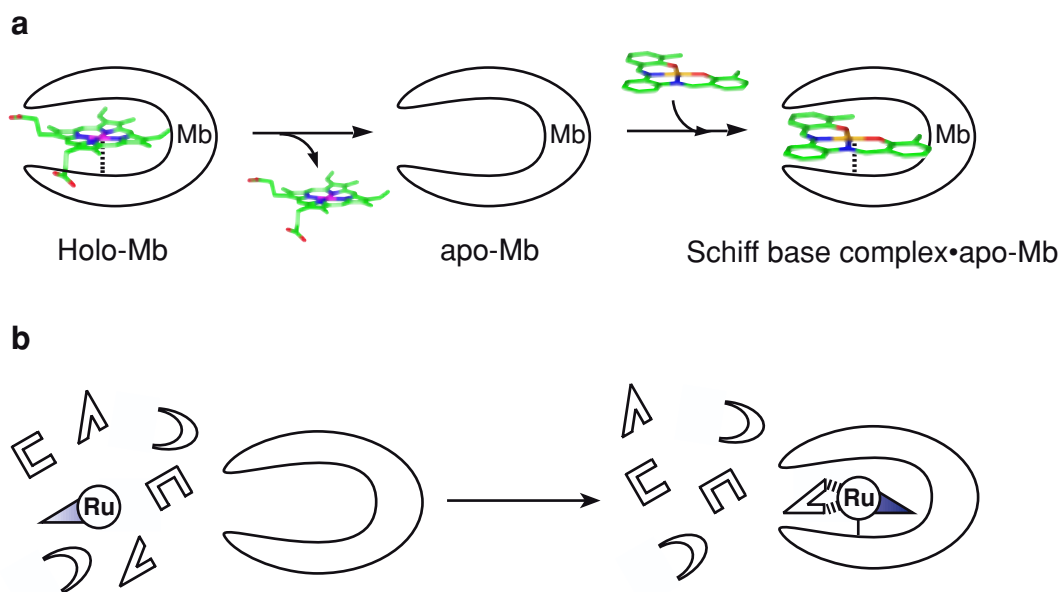 a
Mb
Mb
Mb
Holo-Mb
apo-Mb
Schiff base complex•apo-Mb
b
Ru
Ru